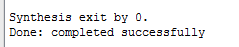 Synthesis exit by 0.
Done: completed successfully